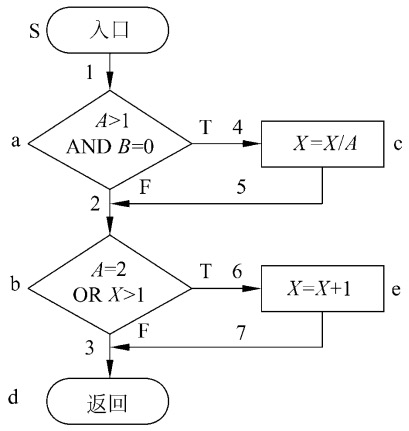 S 入口
1
a A>1 AND B=0
T 4
X=X/A c
F 5
2
b A=2 OR X>1
T 6
X=X+1 e
F 7
3
d 返回